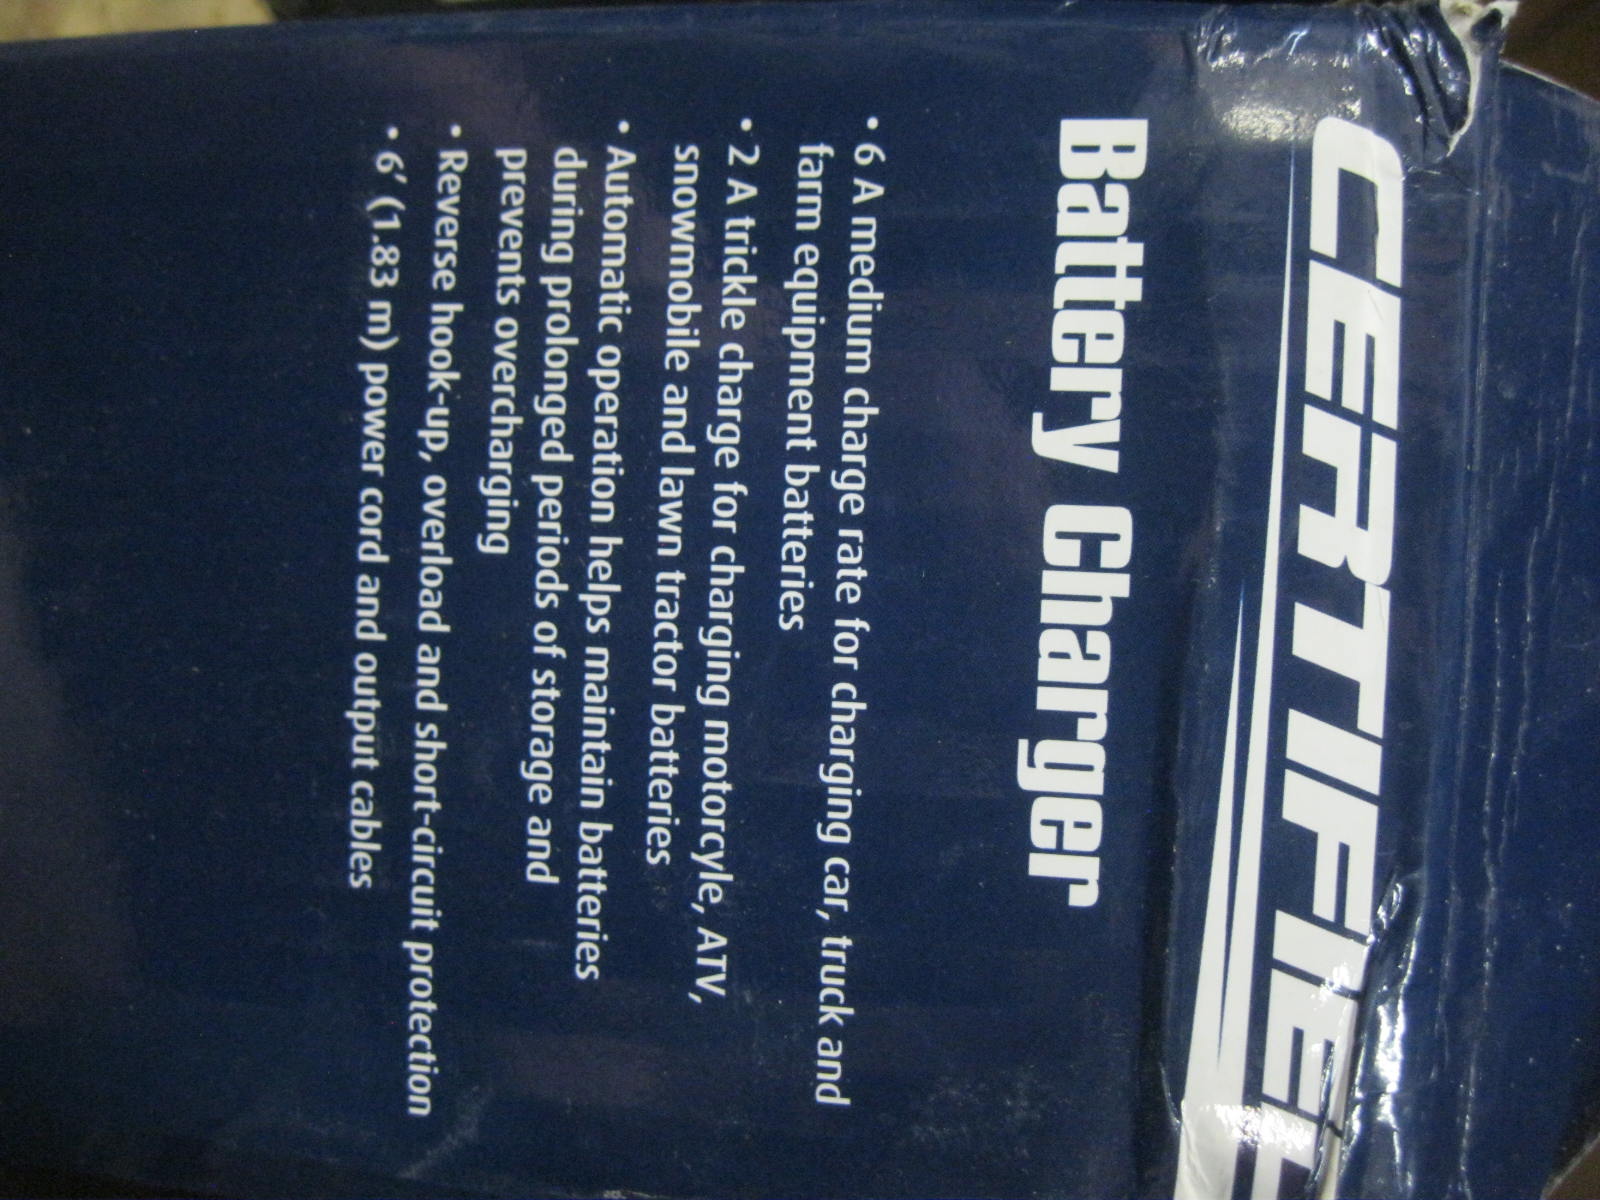 CERTIFIED
Battery Charger
• 6 A medium charge rate for charging car, truck and
farm equipment batteries
• 2 A trickle charge for charging motorcyle, ATV,
snowmobile and lawn tractor batteries
• Automatic operation helps maintain batteries
during prolonged periods of storage and
prevents overcharging
• Reverse hook-up, overload and short-circuit protection
• 6' (1.83 m) power cord and output cables